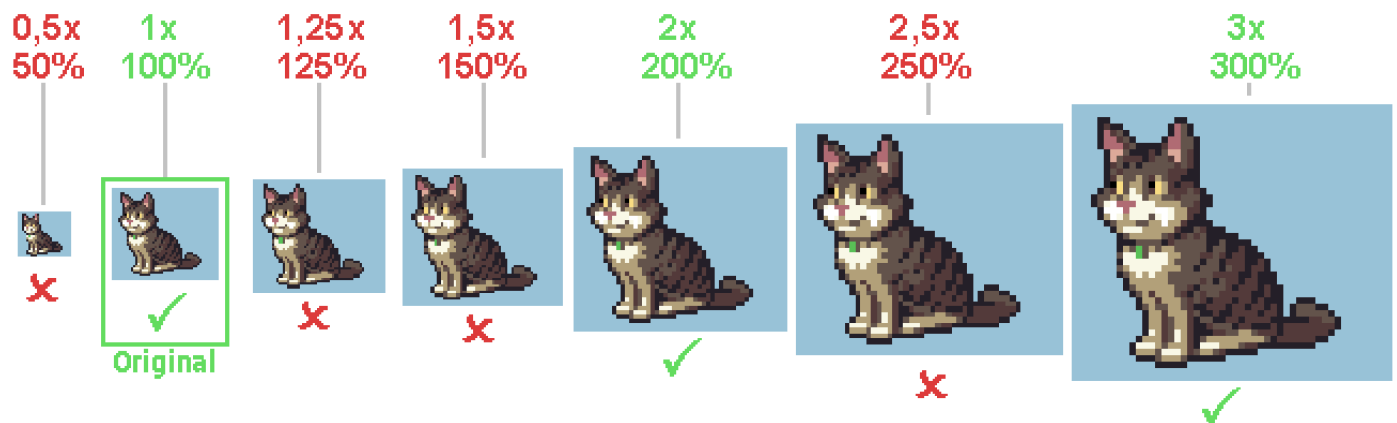 0,5x
50%
1x
100%
1,25x
125%
1,5x
150%
2x
200%
2,5x
250%
3x
300%
Original